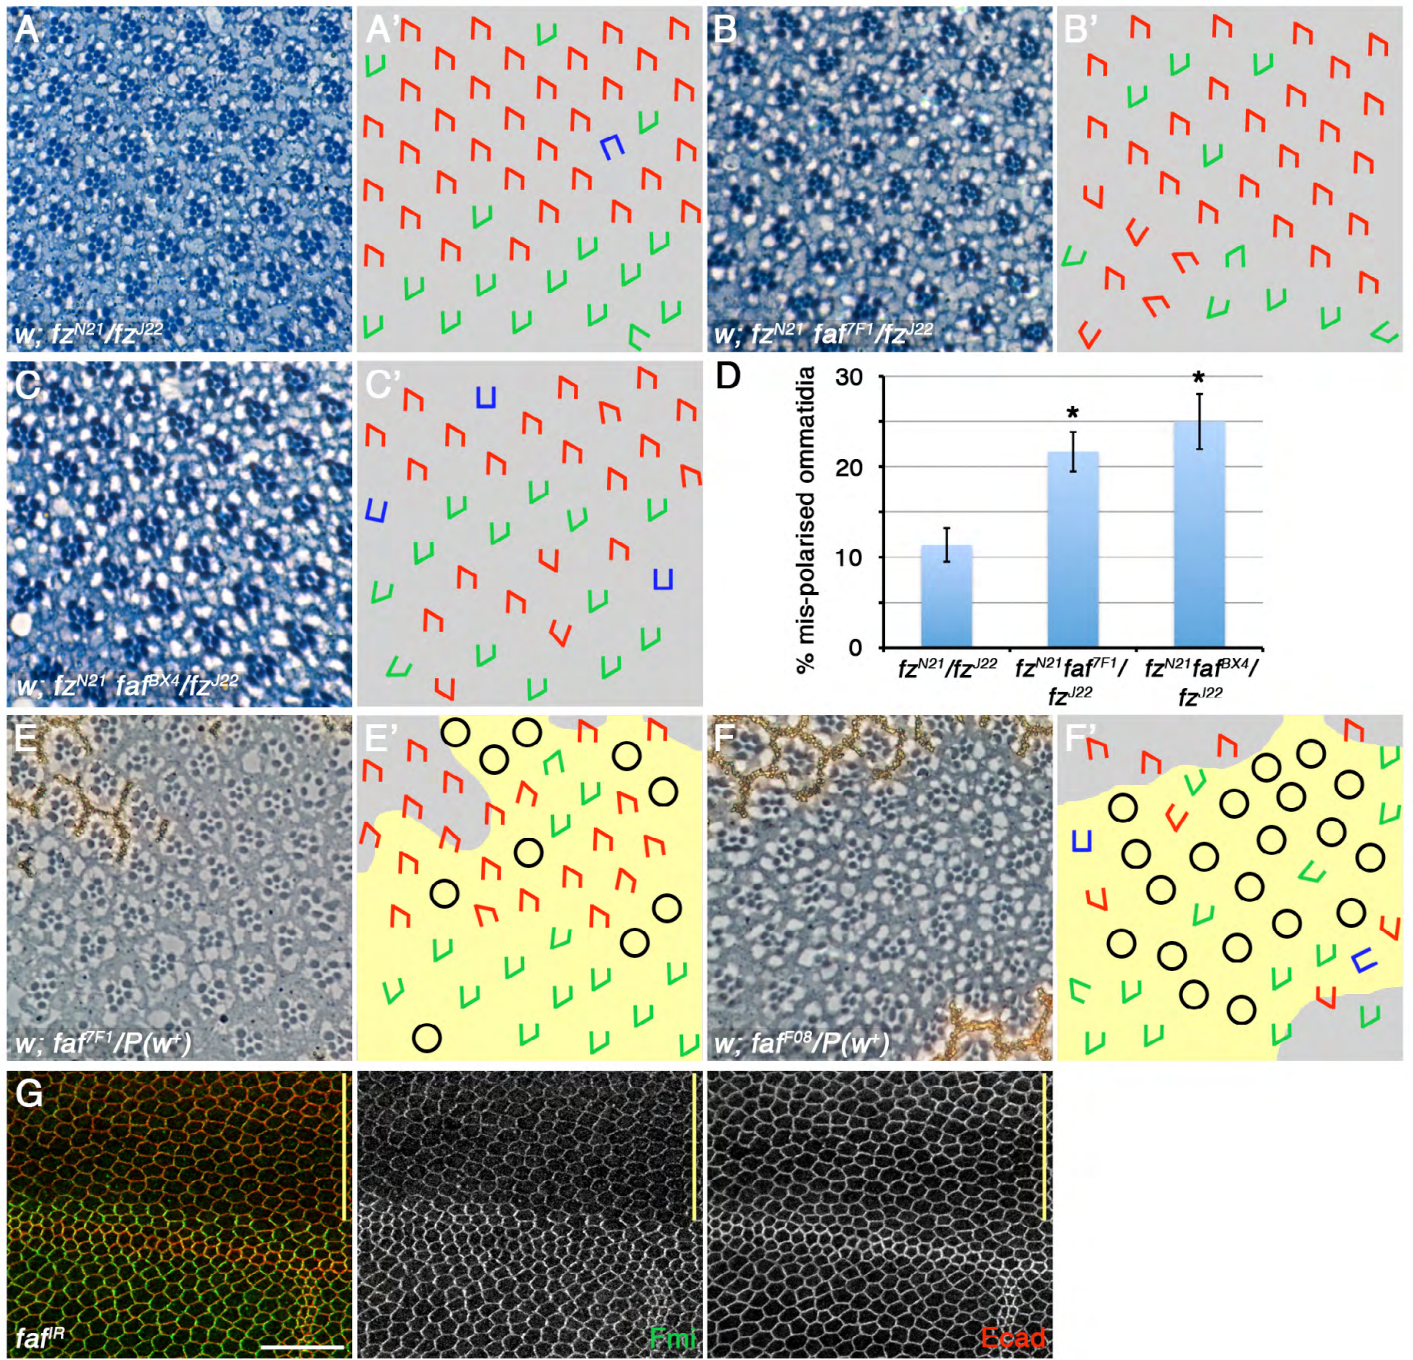 A
w; fzN21/fzJ22
A'
B
w; fzN21 faf7F1/fzJ22
B'
C
w; fzN21 fafBX4/fzJ22
C'
D
% mis-polarised ommatidia
30
20
10
0
*
*
fzN21/fzJ22
fzN21faf7F1/
fzJ22
fzN21fafBX4/
fzJ22
E
w; faf7F1/P(w+)
E'
F
w; fafF08/P(w+)
F'
G
fafIR
Fmi
Ecad